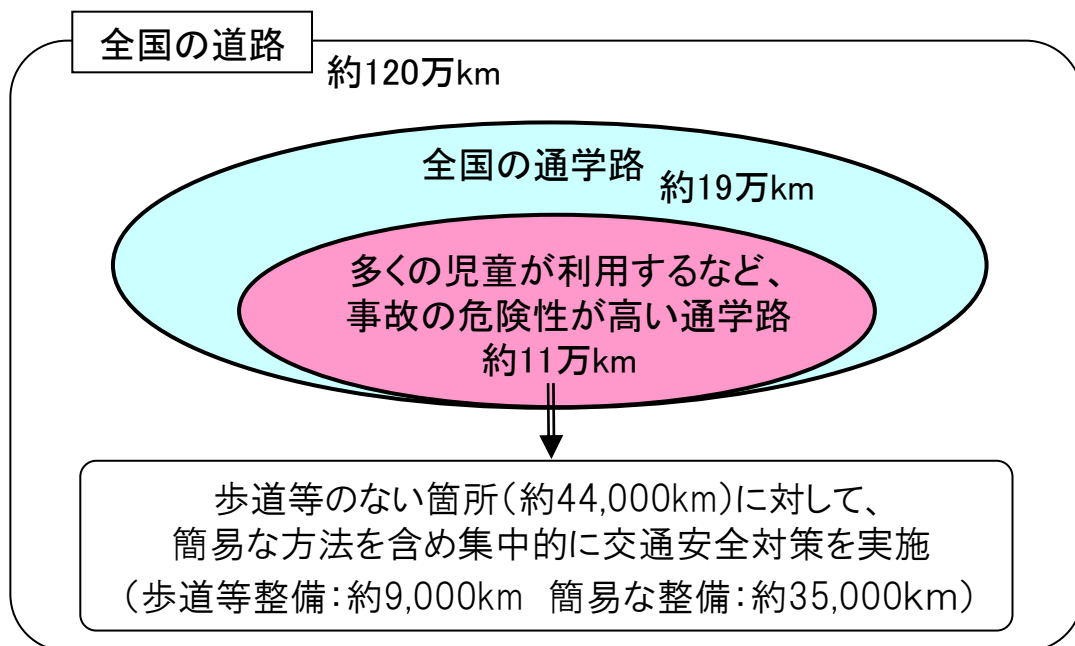 全国の道路
約120万km
全国の通学路
約19万km
多くの児童が利用するなど、
事故の危険性が高い通学路
約11万km
歩道等のない箇所(約44,000km)に対して、
簡易な方法を含め集中的に交通安全対策を実施
(歩道等整備:約9,000km 簡易な整備:約35,000km)